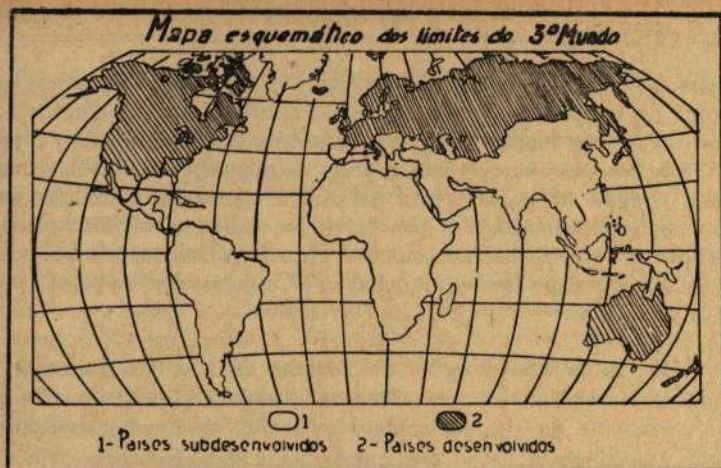 Mapa esquemático dos limites do 3º Mundo
1 2
1- Países subdesenvolvidos 2- Países desenvolvidos